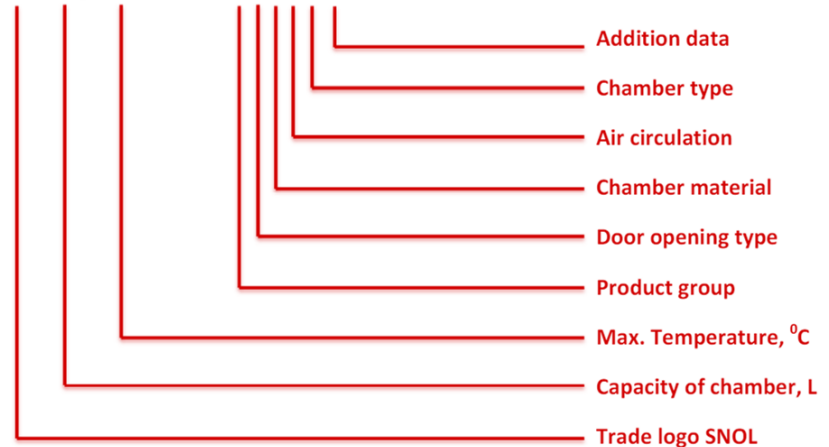 Addition data
Chamber type
Air circulation
Chamber material
Door opening type
Product group
Max. Temperature, ⁰C
Capacity of chamber, L
Trade logo SNOL